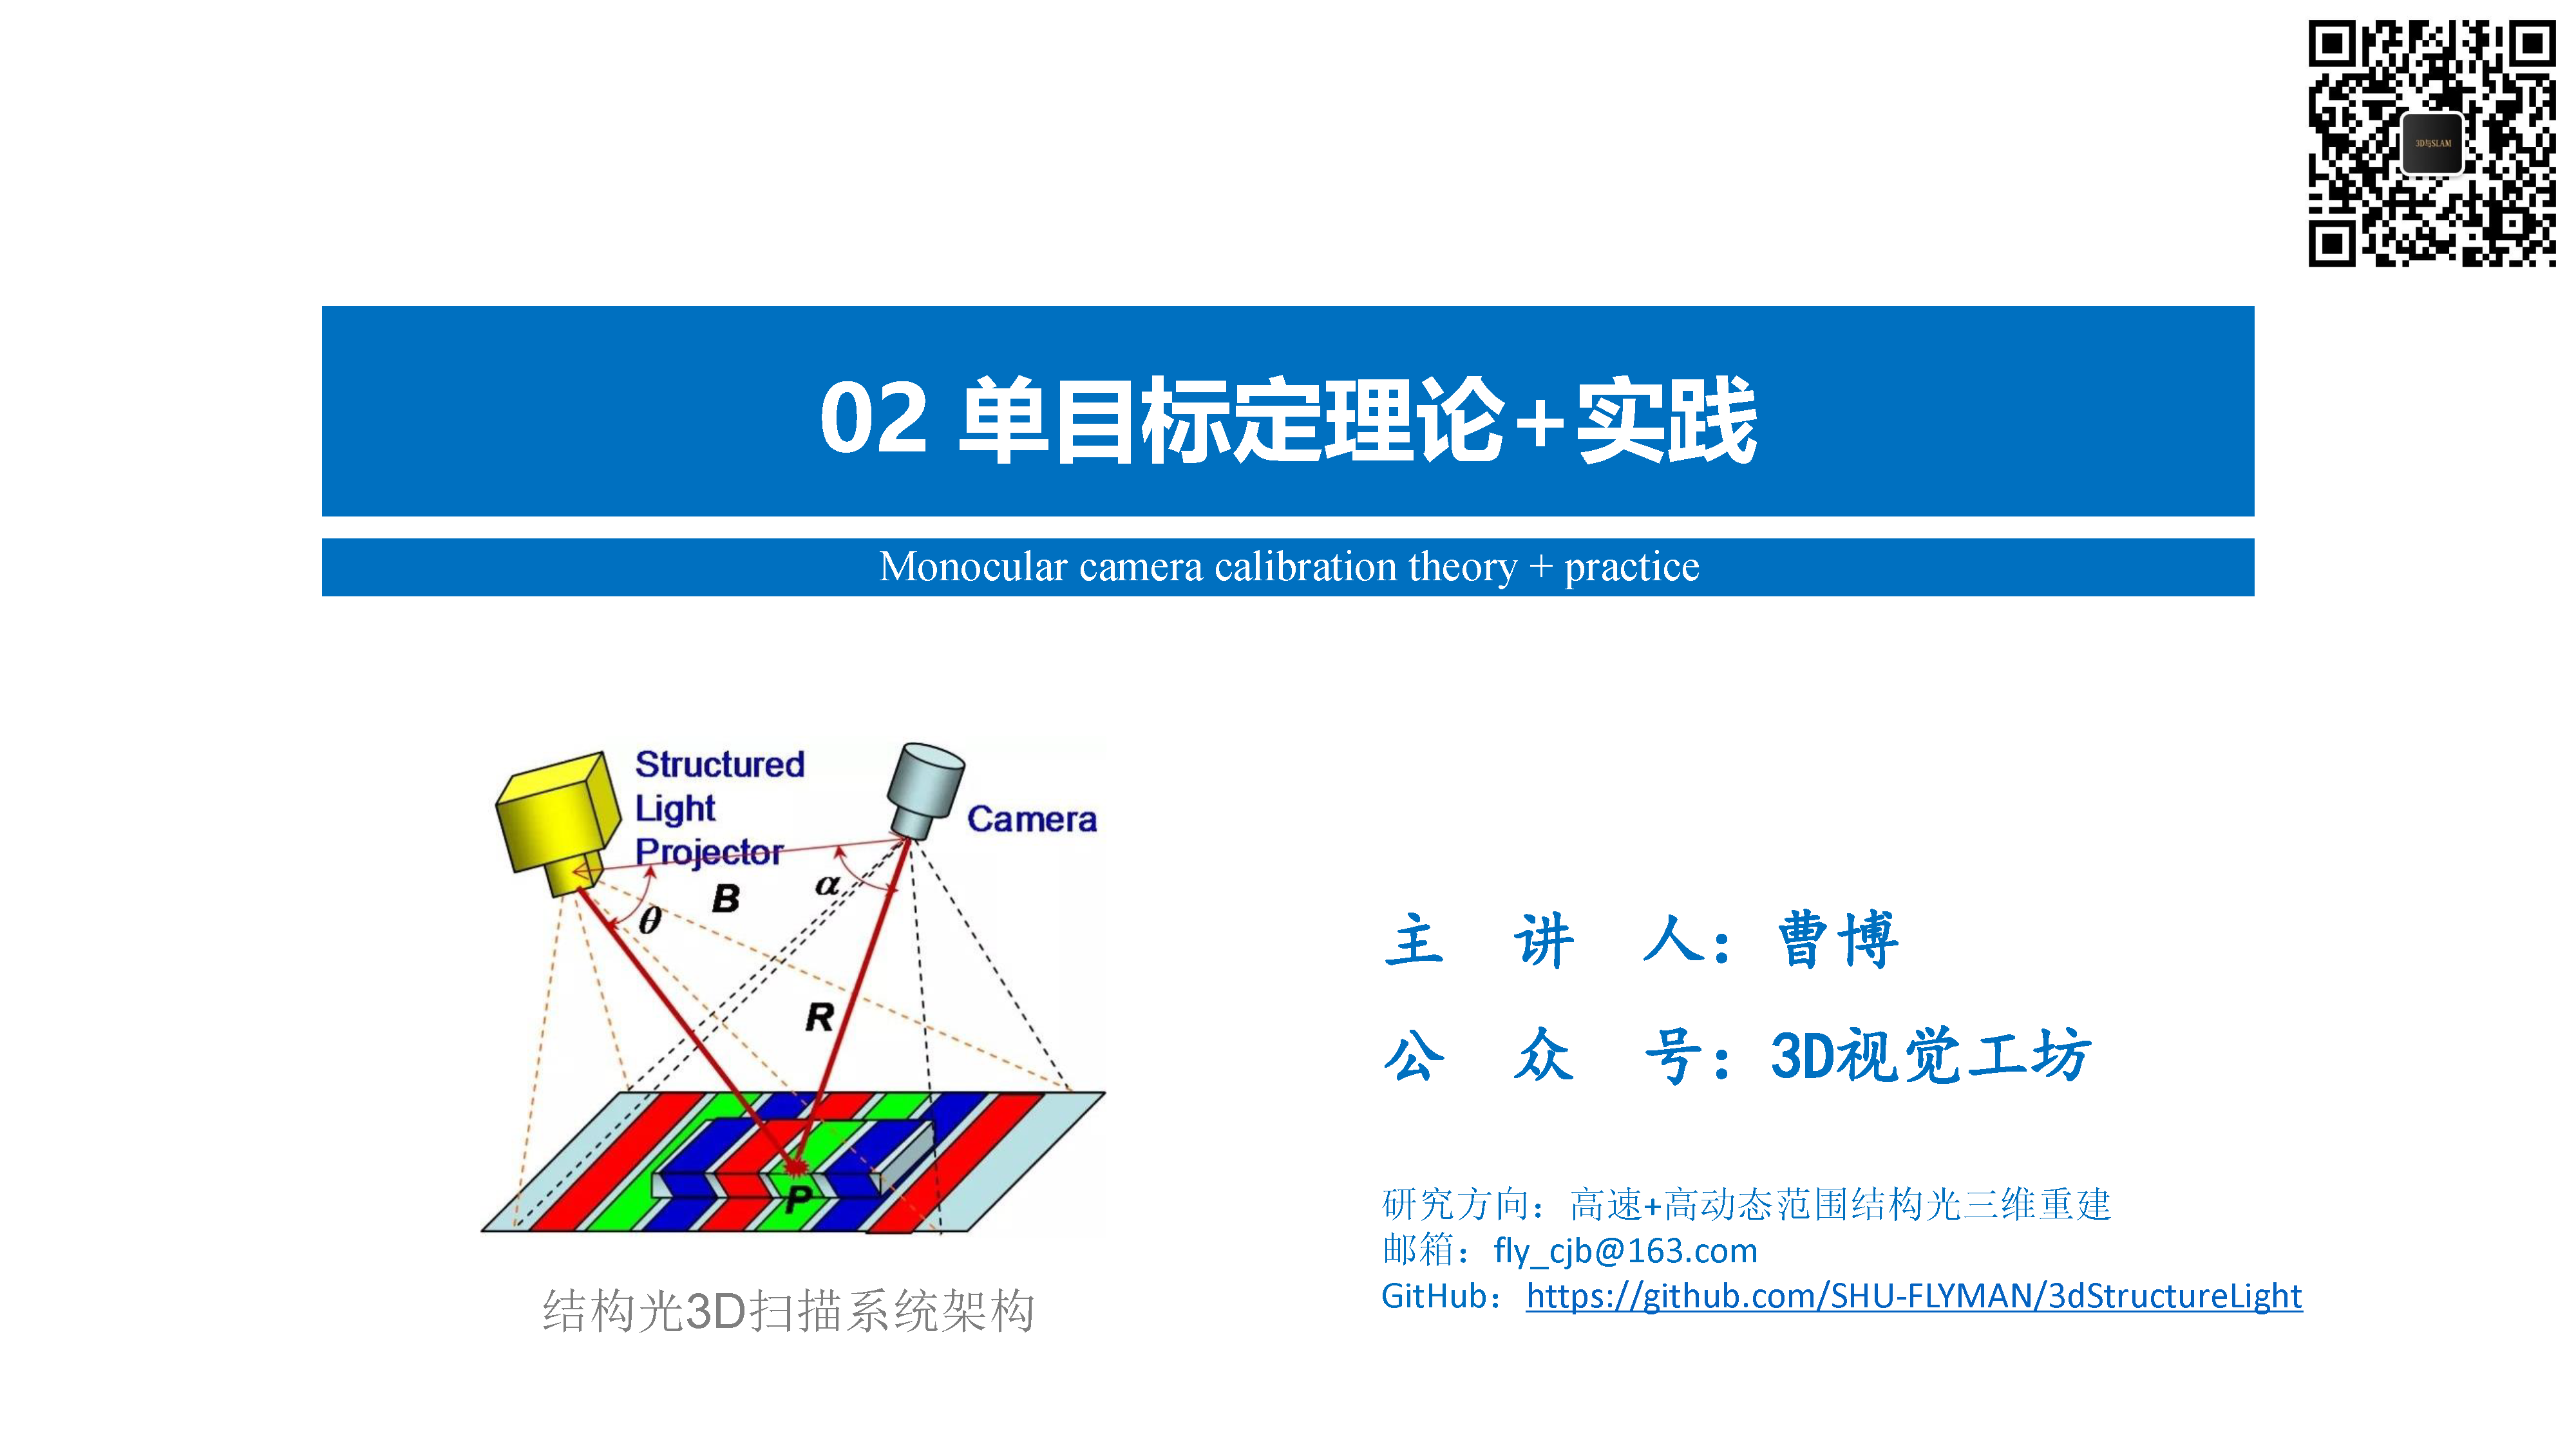 3D与SLAM
02 单目标定理论+实践
Monocular camera calibration theory + practice
Structured
Light
Projector
Camera
B
α
θ
R
P
结构光3D扫描系统架构
主 讲 人：曹博
公 众 号：3D视觉工坊
研究方向：高速+高动态范围结构光三维重建
邮箱：fly_cjb@163.com
GitHub：https://github.com/SHU-FLYMAN/3dStructureLight